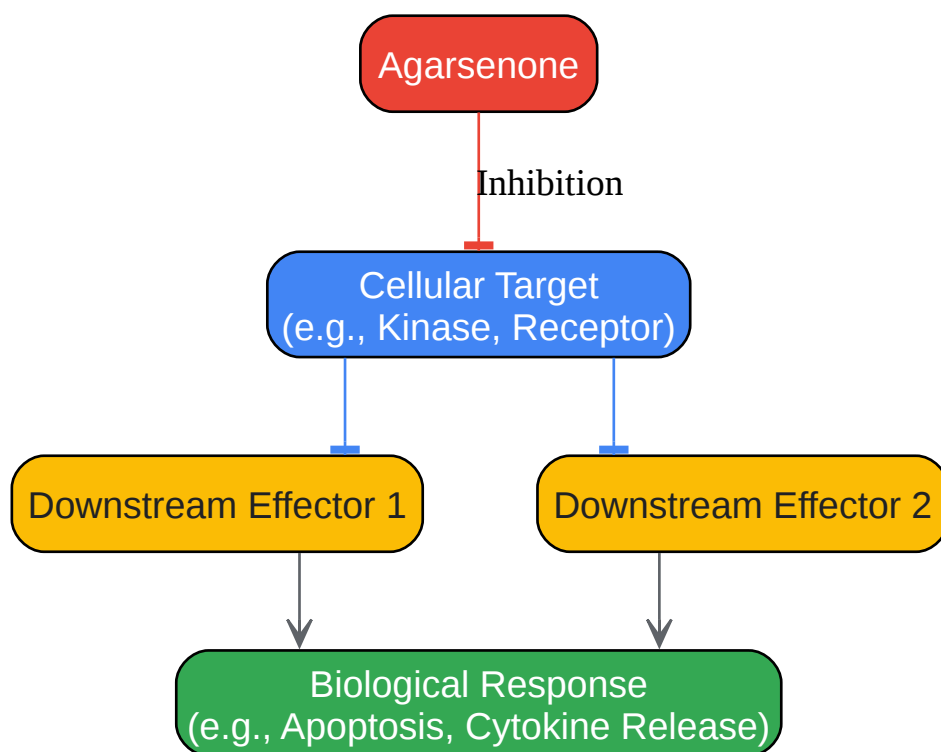 Agarsenone
Inhibition
Cellular Target
(e.g., Kinase, Receptor)
Downstream Effector 1
Downstream Effector 2
Biological Response
(e.g., Apoptosis, Cytokine Release)